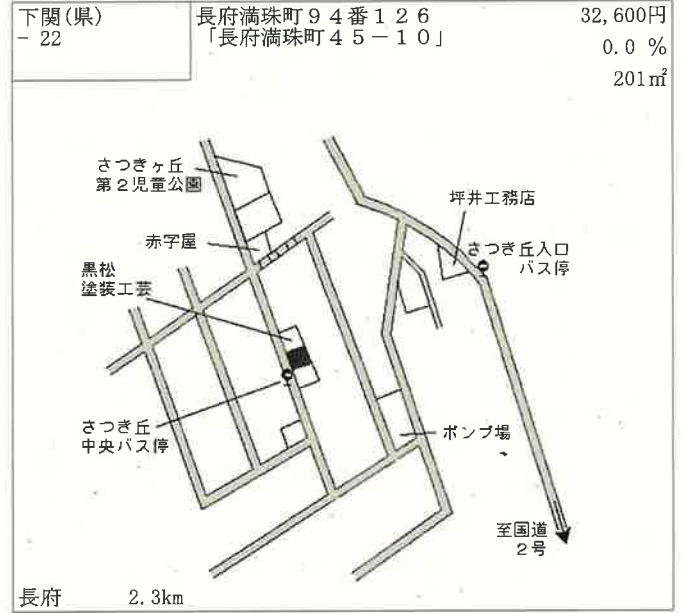 下関(県)
- 22
長府満珠町94番126
「長府満珠町45-10」
32,600円
0.0 %
201㎡
さつきヶ丘
第2児童公園
坪井工務店
赤字屋
さつき丘入口
バス停
黒松
塗装工芸
さつき丘
中央バス停
ポンプ場
至国道
2号
長府 2.3km